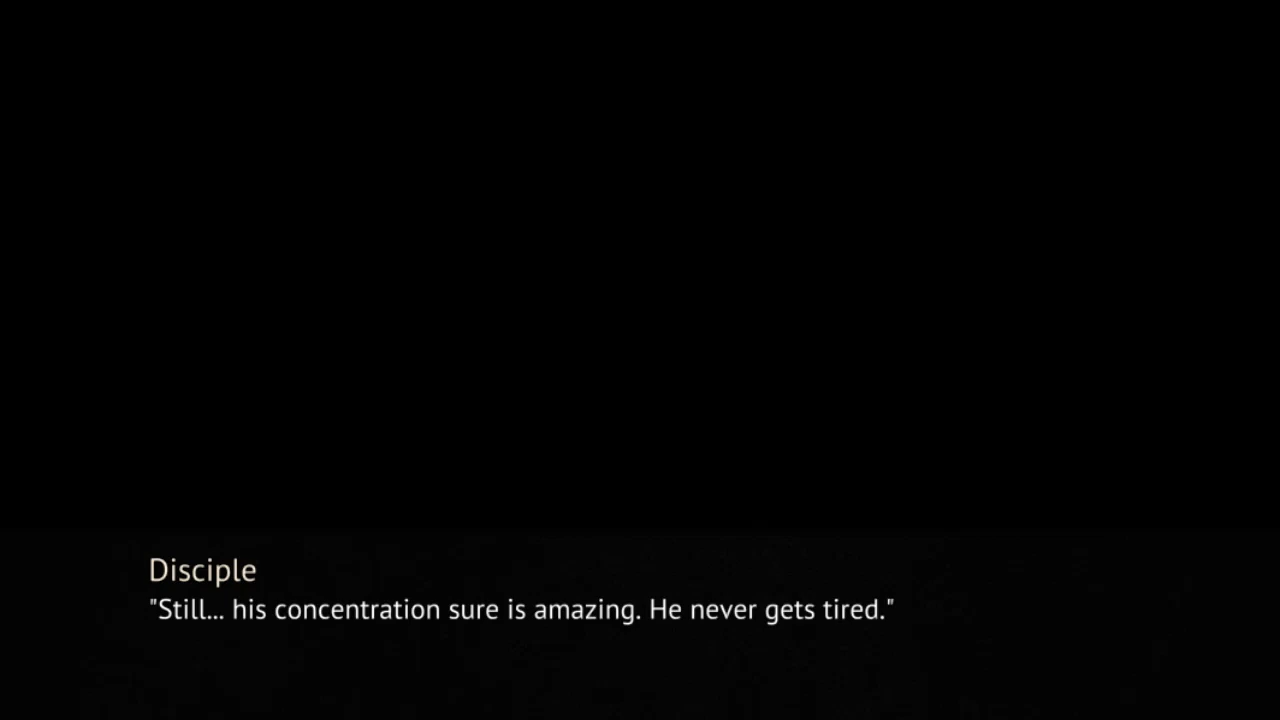 Disciple
"Still... his concentration sure is amazing. He never gets tired."